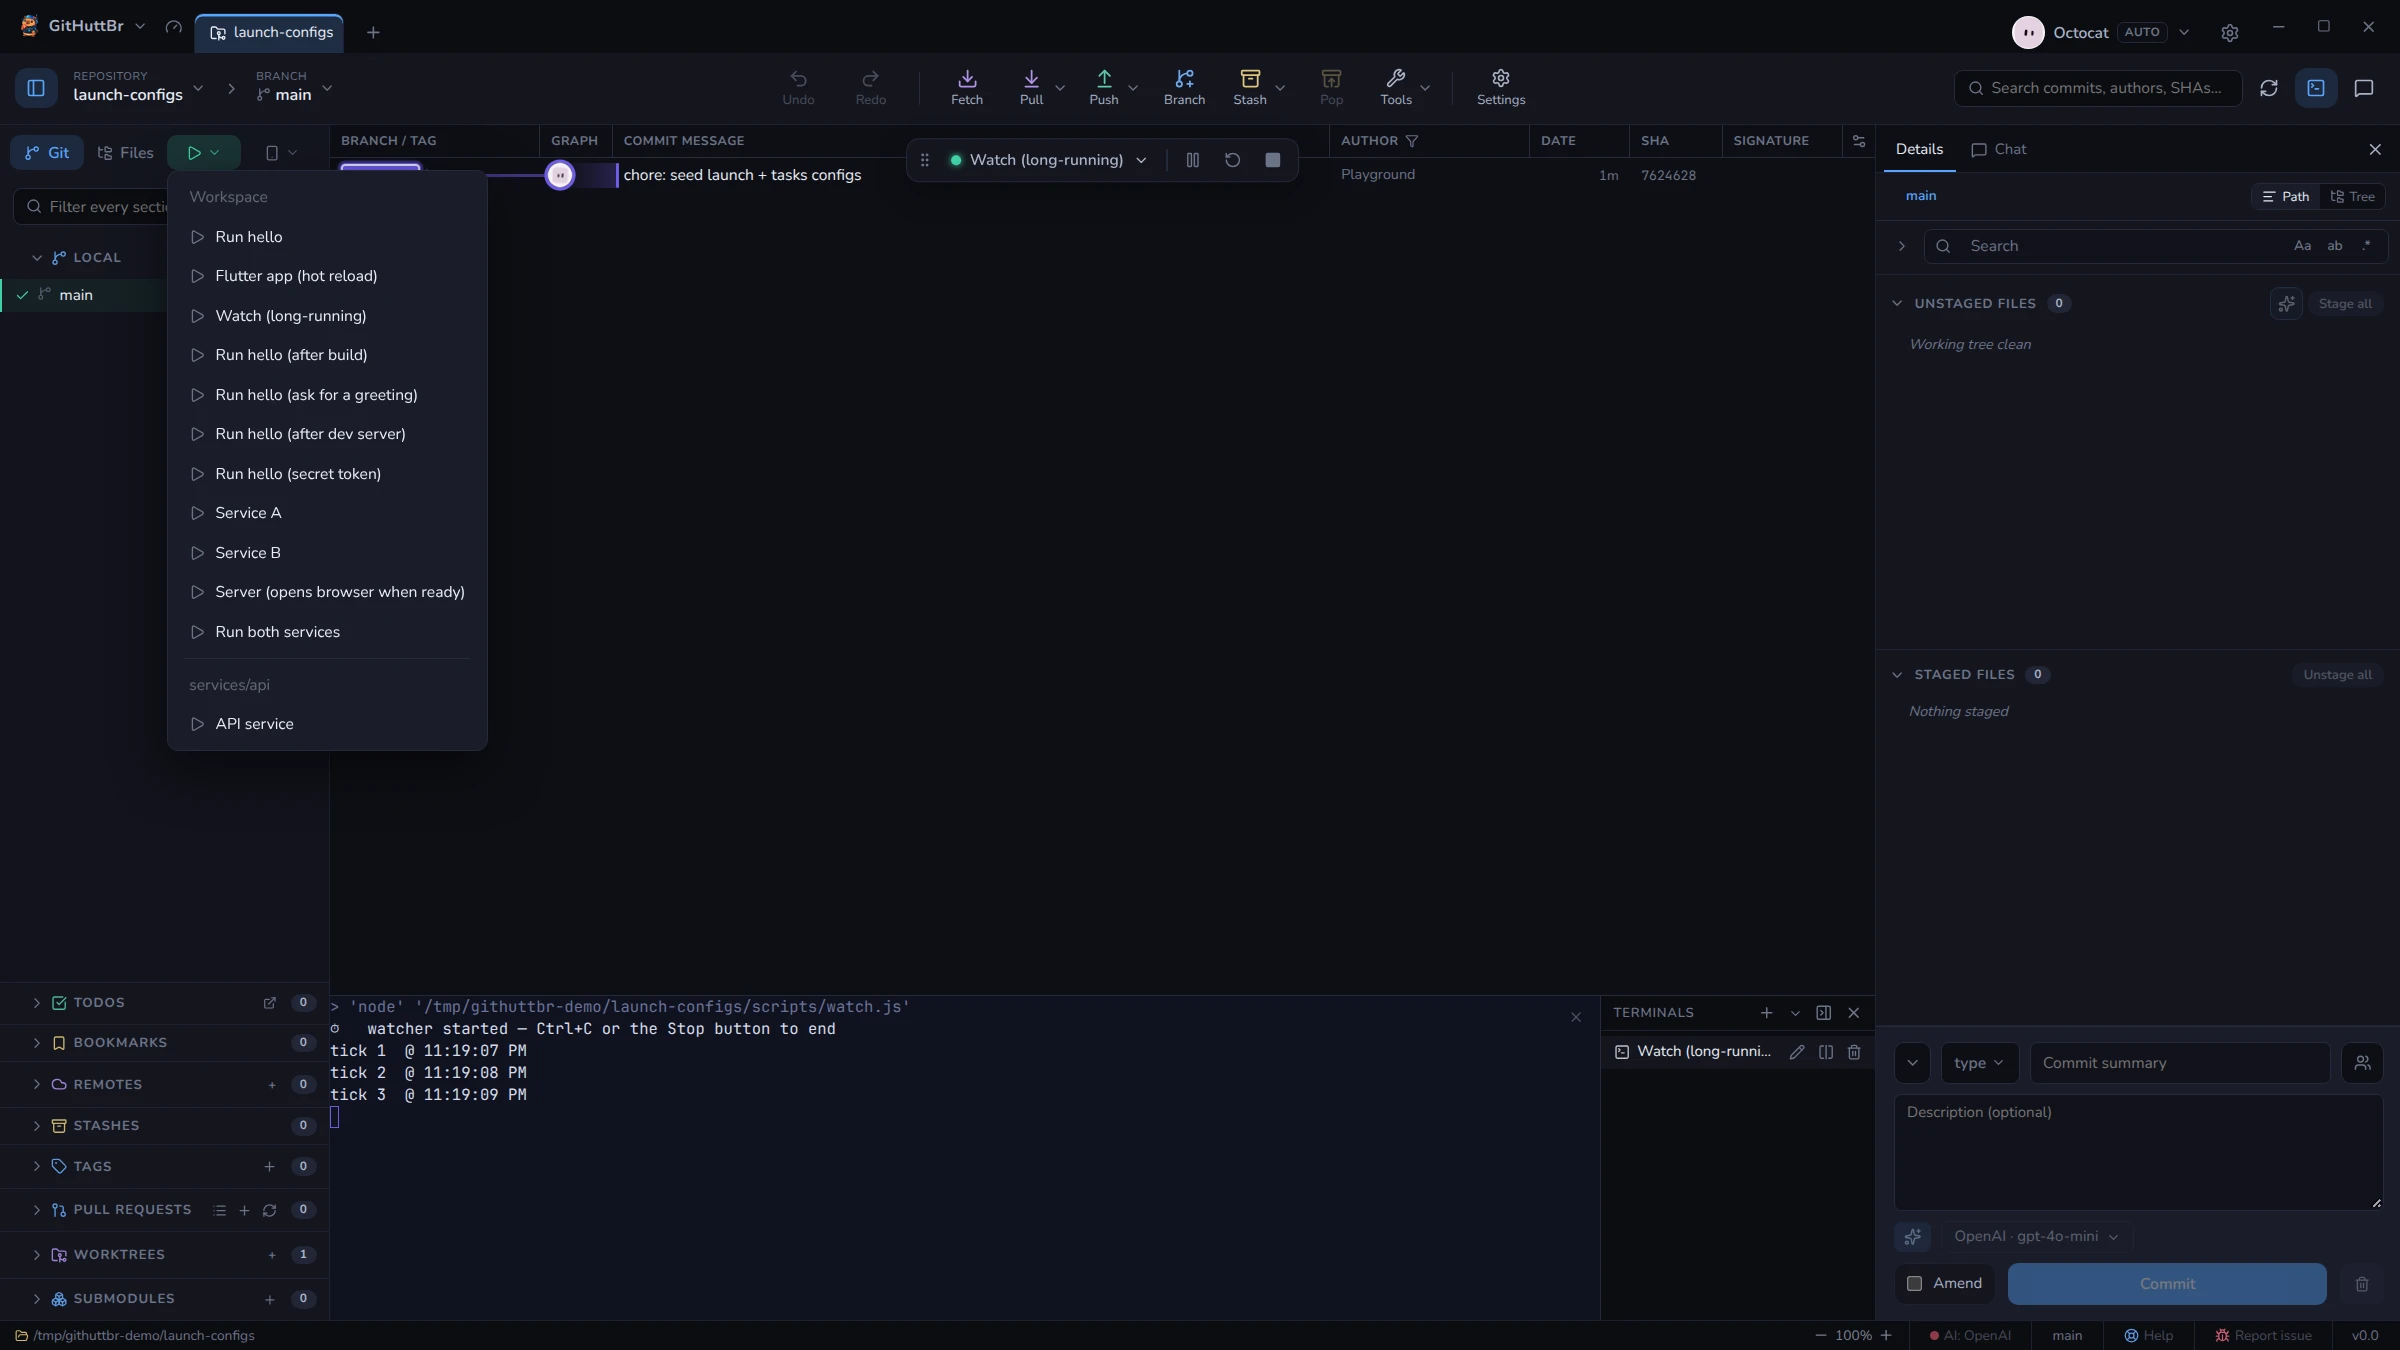 GitHuttBr
launch-configs
Octocat
AUTO
REPOSITORY
launch-configs
BRANCH
main
Undo
Redo
Fetch
Pull
Push
Branch
Stash
Pop
Tools
Settings
Search commits, authors, SHAs...
Git
Files
BRANCH / TAG
GRAPH
COMMIT MESSAGE
AUTHOR
DATE
SHA
SIGNATURE
chore: seed launch + tasks configs
Watch (long-running)
Playground
1m
7624628
Filter every secti
LOCAL
main
Workspace
Run hello
Flutter app (hot reload)
Watch (long-running)
Run hello (after build)
Run hello (ask for a greeting)
Run hello (after dev server)
Run hello (secret token)
Service A
Service B
Server (opens browser when ready)
Run both services
services/api
API service
TODOS
0
BOOKMARKS
0
REMOTES
0
STASHES
0
TAGS
0
PULL REQUESTS
0
WORKTREES
1
SUBMODULES
0
> 'node' '/tmp/githuttbr-demo/launch-configs/scripts/watch.js'
watcher started — Ctrl+C or the Stop button to end
tick 1 @ 11:19:07 PM
tick 2 @ 11:19:08 PM
tick 3 @ 11:19:09 PM
TERMINALS
Watch (long-runni...
Details
Chat
main
Path
Tree
Search
Aa
ab
.*
UNSTAGED FILES
0
Stage all
Working tree clean
STAGED FILES
0
Unstage all
Nothing staged
type
Commit summary
Description (optional)
OpenAI · gpt-4o-mini
Amend
Commit
/tmp/githuttbr-demo/launch-configs
100%
AI: OpenAI
main
Help
Report issue
v0.0